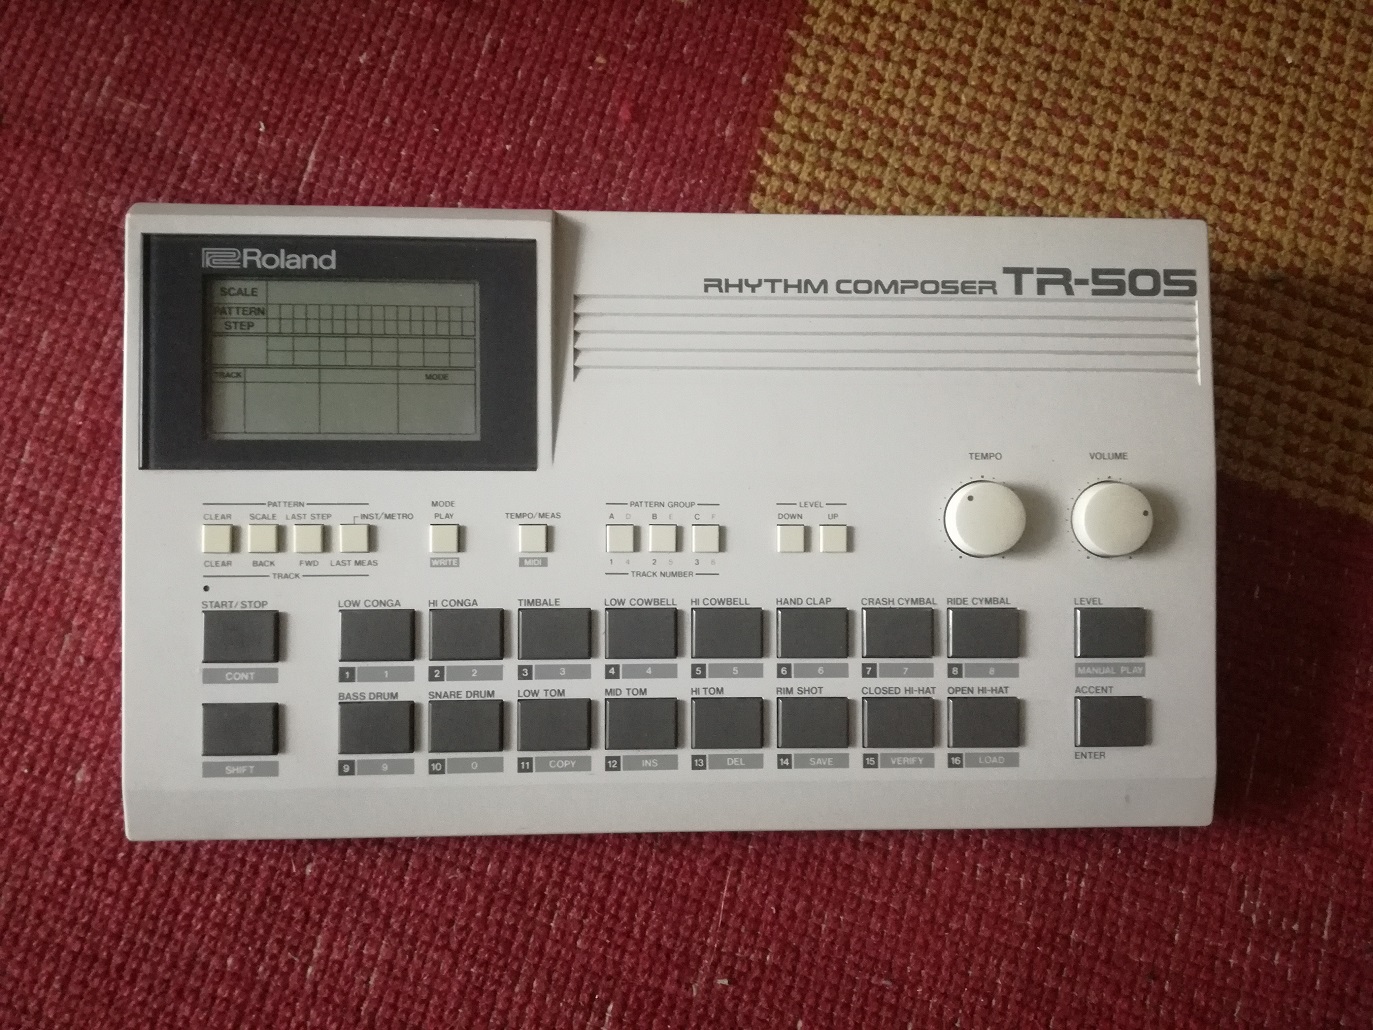 Roland
RHYTHM COMPOSER TR-505
SCALE
PATTERN
STEP
TRACK MODE
TEMPO VOLUME
PATTERN MODE PATTERN GROUP LEVEL
CLEAR SCALE LAST STEP INST/METRO PLAY TEMPO/MEAS A D B E C F DOWN UP
CLEAR BACK FWD LAST MEAS WRITE MIDI 1 4 2 5 3 6
TRACK TRACK NUMBER
START/STOP LOW CONGA HI CONGA TIMBALE LOW COWBELL HI COWBELL HAND CLAP CRASH CYMBAL RIDE CYMBAL LEVEL
CONT 1 1 2 2 3 3 4 4 5 5 6 6 7 7 8 8 MANUAL PLAY
BASS DRUM SNARE DRUM LOW TOM MID TOM HI TOM RIM SHOT CLOSED HI-HAT OPEN HI-HAT ACCENT
SHIFT 9 9 10 0 11 COPY 12 INS 13 DEL 14 SAVE 15 VERIFY 16 LOAD ENTER